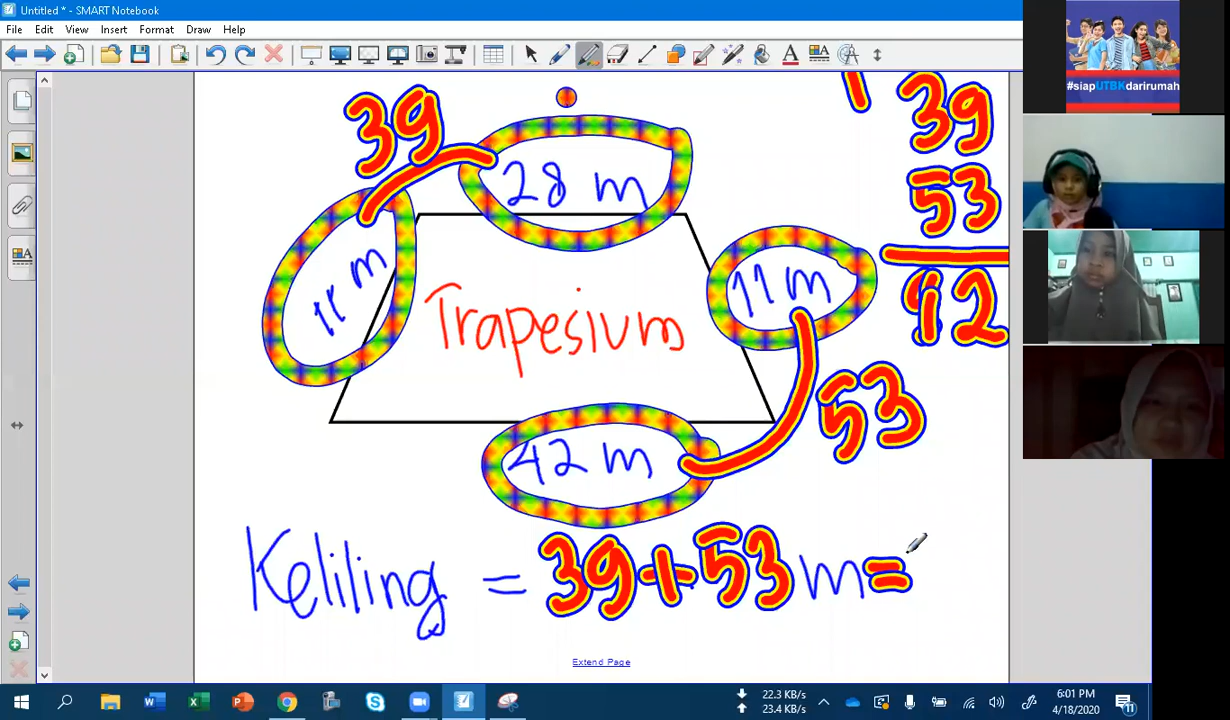 Untitled * - SMART Notebook
File Edit View Insert Format Draw Help
#siapUTBKdarirumah
39
28 m
11 m
11 m
Trapesium
53
42 m
39
53
92
Keliling = 39+53 m =
Extend Page
22.3 KB/s
23.4 KB/s
6:01 PM
4/18/2020